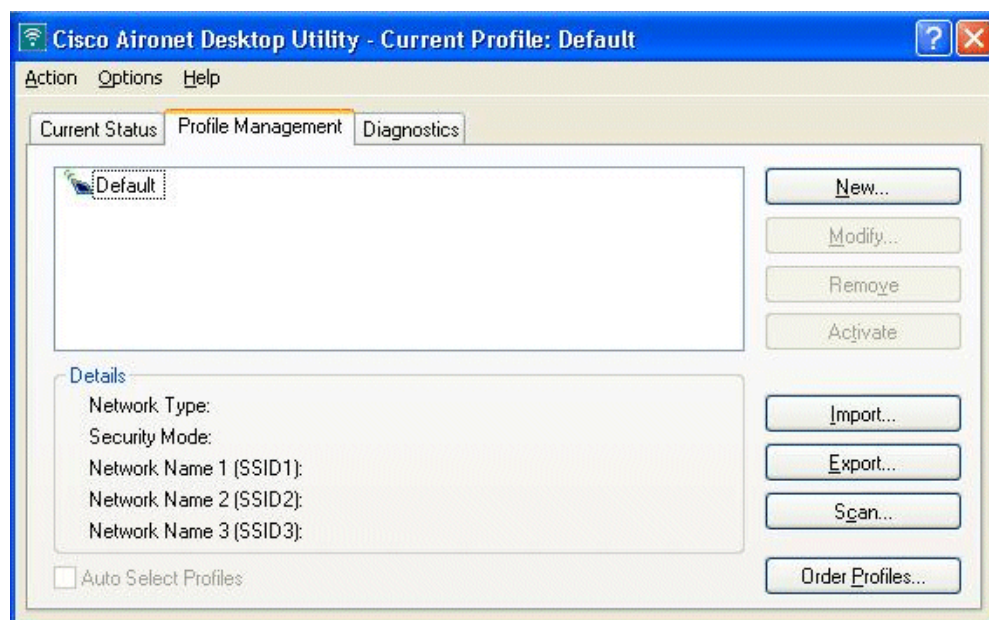 Cisco Aironet Desktop Utility - Current Profile: Default
Action Options Help
Current Status Profile Management Diagnostics
Default
New...
Modify...
Remove
Activate
Details
Network Type:
Security Mode:
Network Name 1 (SSID1):
Network Name 2 (SSID2):
Network Name 3 (SSID3):
Import...
Export...
Scan...
Auto Select Profiles
Order Profiles...